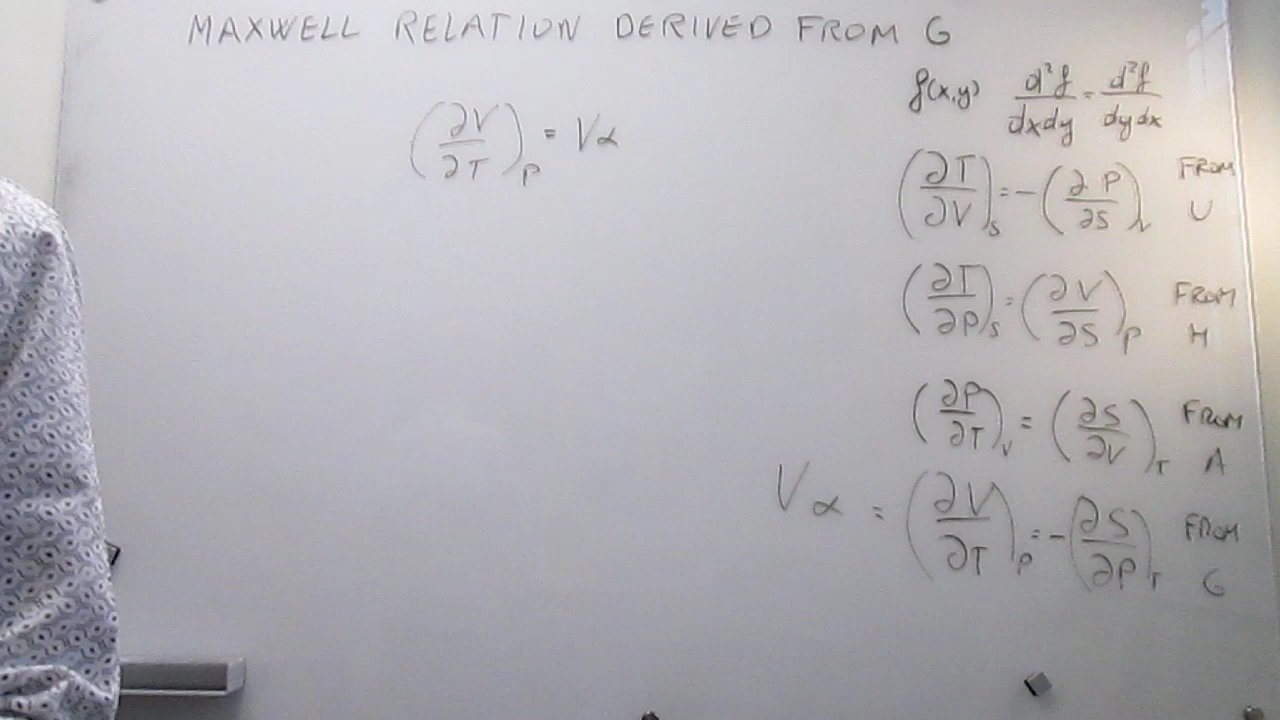 MAXWELL RELATION DERIVED FROM G
(∂V/∂T)_P = Vα
f(x,y) d²f/dxdy = d²f/dydx
(∂T/∂V)_S = -(∂P/∂S)_V FROM U
(∂T/∂P)_S = (∂V/∂S)_P FROM H
(∂P/∂T)_V = (∂S/∂V)_T FROM A
Vα = (∂V/∂T)_P = -(∂S/∂P)_T FROM G